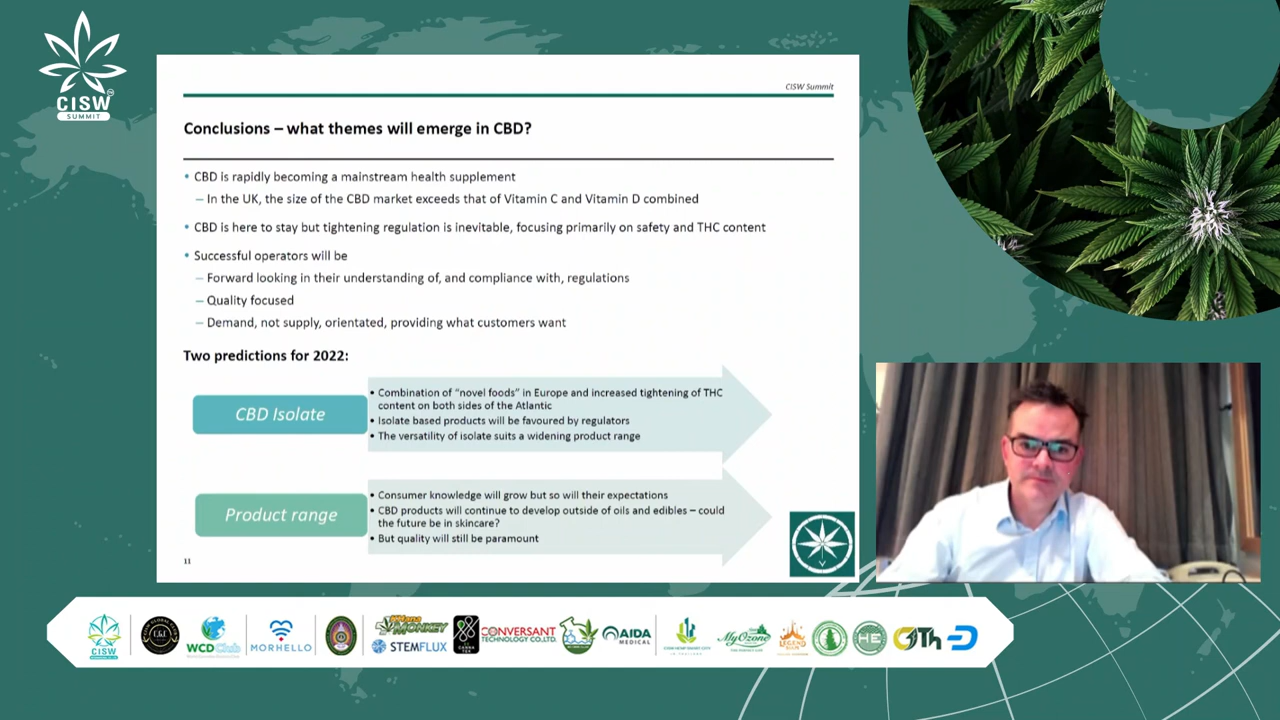 CISW
SUMMIT
CISW Summit
Conclusions – what themes will emerge in CBD?
• CBD is rapidly becoming a mainstream health supplement
– In the UK, the size of the CBD market exceeds that of Vitamin C and Vitamin D combined
• CBD is here to stay but tightening regulation is inevitable, focusing primarily on safety and THC content
• Successful operators will be
– Forward looking in their understanding of, and compliance with, regulations
– Quality focused
– Demand, not supply, orientated, providing what customers want
Two predictions for 2022:
CBD Isolate
• Combination of “novel foods” in Europe and increased tightening of THC
content on both sides of the Atlantic
• Isolate based products will be favoured by regulators
• The versatility of isolate suits a widening product range
Product range
• Consumer knowledge will grow but so will their expectations
• CBD products will continue to develop outside of oils and edibles – could
the future be in skincare?
• But quality will still be paramount
11
CISW
WCD Club
MORHELLO
MONKEY
STEMFLUX
CONVERSANT
TECHNOLOGY CO.,LTD.
AIDA
MEDICAL
MyOzone
LEGEND
HE
GTh